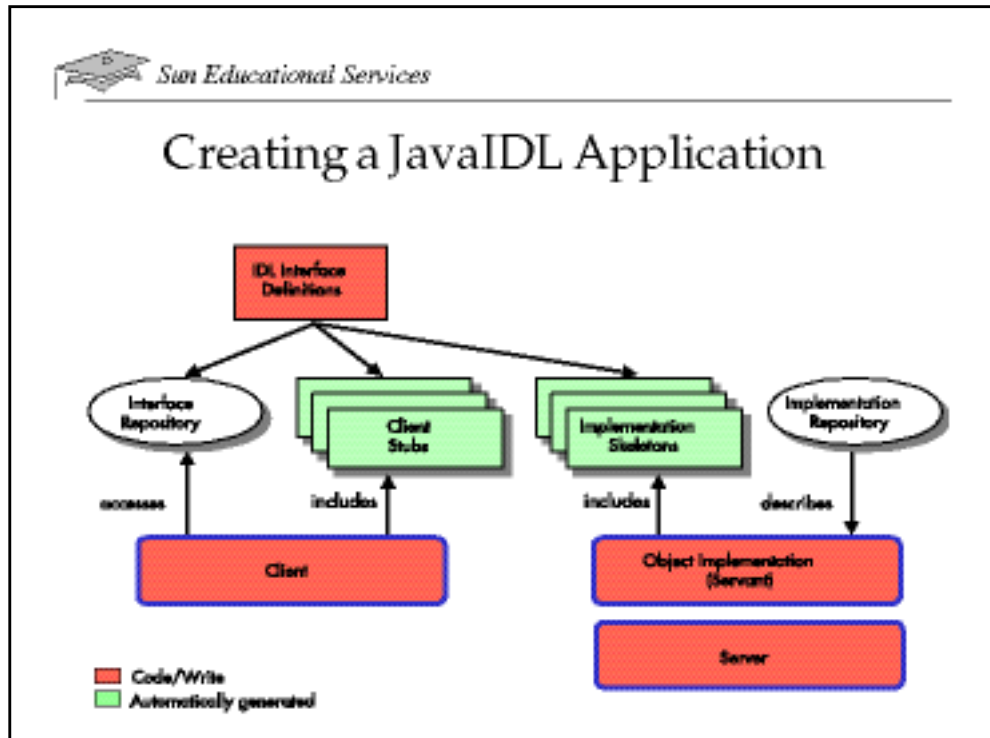 Sun Educational Services
Creating a JavaIDL Application
IDL Interface
Definitions
Interface
Repository
Client
Stubs
Implementation
Skeletons
Implementation
Repository
accesses
includes
includes
describes
Client
Object Implementation
(Servant)
Server
Code/Write
Automatically generated